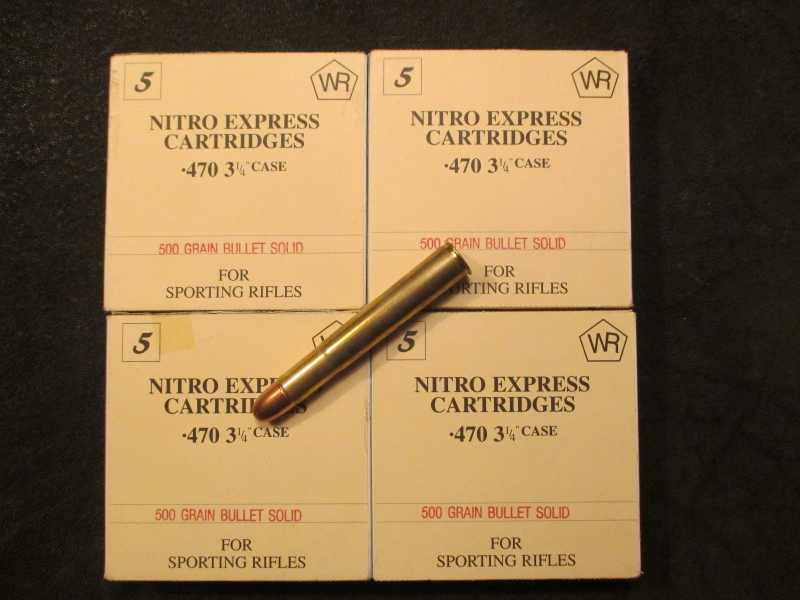 5
WR
NITRO EXPRESS
CARTRIDGES
·470 3¼" CASE
500 GRAIN BULLET SOLID
FOR
SPORTING RIFLES
5
WR
NITRO EXPRESS
CARTRIDGES
·470 3¼" CASE
500 GRAIN BULLET SOLID
FOR
ORTING RIFLES
5
NITRO EXP
CARTRI S
·470 3¼" CASE
500 GRAIN BULLET SOLID
FOR
SPORTING RIFLES
5
WR
NITRO EXPRESS
CARTRIDGES
·470 3¼" CASE
500 GRAIN BULLET SOLID
FOR
SPORTING RIFLES